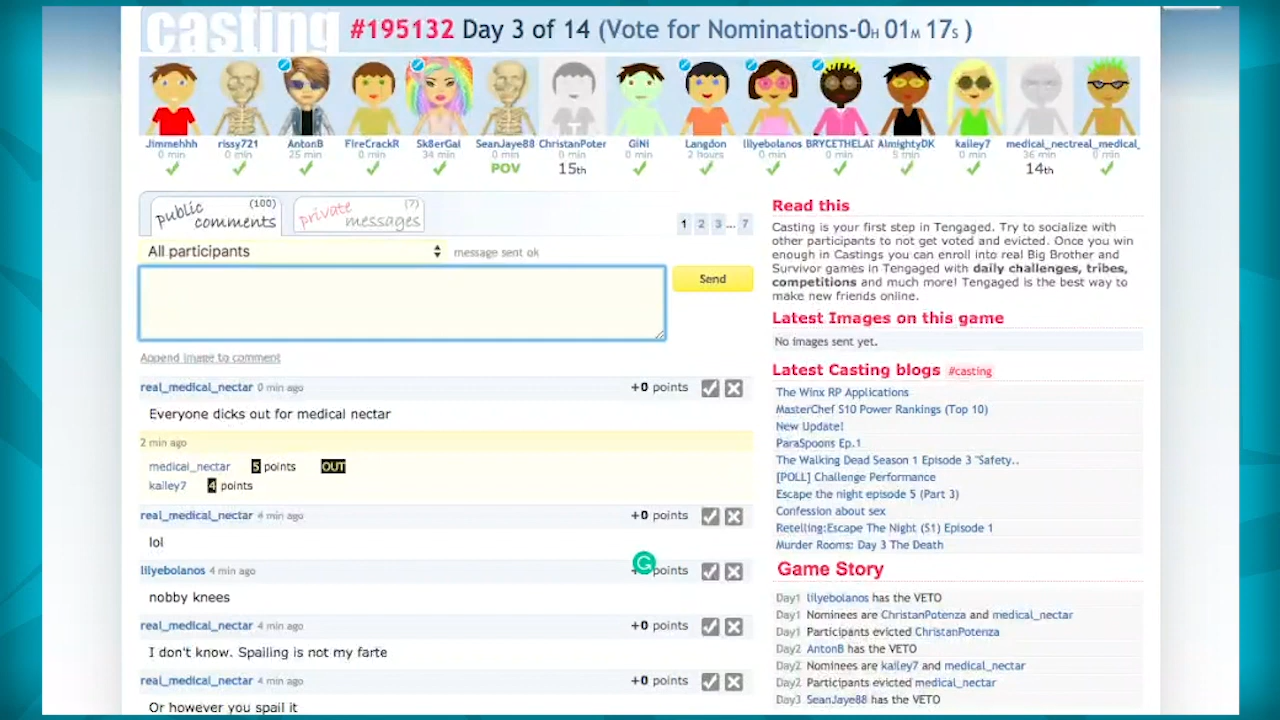 casting #195132 Day 3 of 14 (Vote for Nominations-0H 01M 17S )
Jimmehhh rissy721 AntonB FireCrackR Sk8erGal SeanJaye88 ChristanPoter GiNi Langdon lilyebolanos BRYCETHELAI AlmightyDK kailey7 medical_nectreal_medical_
0 min 0 min 25 min 0 min 34 min 0 min 0 min 0 min 2 hours 0 min 0 min 5 min 0 min 36 min 0 min
POV 15th 14th
public comments (100) private messages (7)
1 2 3 ... 7
All participants message sent ok
Send
Append image to comment
real_medical_nectar 0 min ago +0 points
Everyone dicks out for medical nectar
2 min ago
medical_nectar 5 points OUT
kailey7 4 points
real_medical_nectar 4 min ago +0 points
lol
lilyebolanos 4 min ago points
nobby knees
real_medical_nectar 4 min ago +0 points
I don't know. Spailing is not my farte
real_medical_nectar 4 min ago +0 points
Or however you spail it
Read this
Casting is your first step in Tengaged. Try to socialize with
other participants to not get voted and evicted. Once you win
enough in Castings you can enroll into real Big Brother and
Survivor games in Tengaged with daily challenges, tribes,
competitions and much more! Tengaged is the best way to
make new friends online.
Latest Images on this game
No images sent yet.
Latest Casting blogs #casting
The Winx RP Applications
MasterChef S10 Power Rankings (Top 10)
New Update!
ParaSpoons Ep.1
The Walking Dead Season 1 Episode 3 "Safety..
[POLL] Challenge Performance
Escape the night episode 5 (Part 3)
Confession about sex
Retelling:Escape The Night (S1) Episode 1
Murder Rooms: Day 3 The Death
Game Story
Day1 lilyebolanos has the VETO
Day1 Nominees are ChristanPotenza and medical_nectar
Day1 Participants evicted ChristanPotenza
Day2 AntonB has the VETO
Day2 Nominees are kailey7 and medical_nectar
Day2 Participants evicted medical_nectar
Day3 SeanJaye88 has the VETO